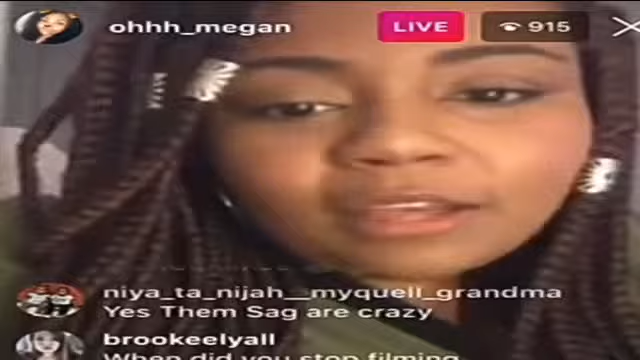 ohhh_megan LIVE 915
niya_ta_nijah__myquell_grandma
Yes Them Sag are crazy
brookeelyall
When did you stop filming